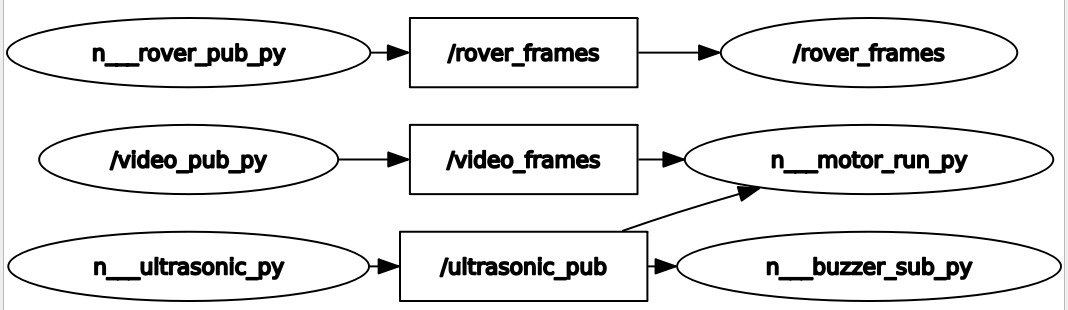 n___rover_pub_py /rover_frames /rover_frames
/video_pub_py /video_frames n___motor_run_py
n___ultrasonic_py /ultrasonic_pub n___buzzer_sub_py